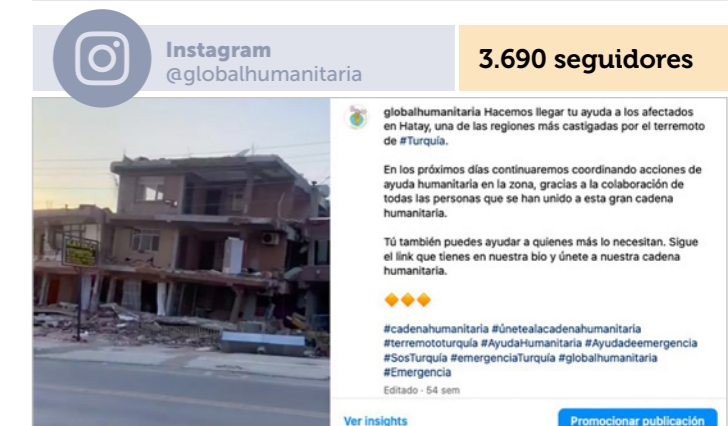 Instagram
@globalhumanitaria
3.690 seguidores
globalhumanitaria Hacemos llegar tu ayuda a los afectados
en Hatay, una de las regiones más castigadas por el terremoto
de #Turquía.
En los próximos días continuaremos coordinando acciones de
ayuda humanitaria en la zona, gracias a la colaboración de
todas las personas que se han unido a esta gran cadena
humanitaria.
Tú también puedes ayudar a quienes más lo necesitan. Sigue
el link que tienes en nuestra bio y únete a nuestra cadena
humanitaria.
#cadenahumanitaria #únetealacadenahumanitaria
#terremototurquía #AyudaHumanitaria #Ayudadeemergencia
#SosTurquía #emergenciaTurquía #globalhumanitaria
#Emergencia
Editado · 54 sem
Ver insights
Promocionar publicación